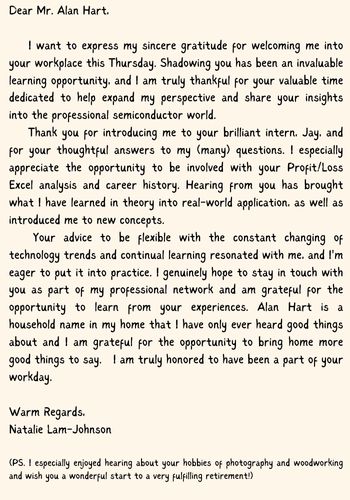 Dear Mr. Alan Hart,
I want to express my sincere gratitude for welcoming me into
your workplace this Thursday. Shadowing you has been an invaluable
learning opportunity, and I am truly thankful for your valuable time
dedicated to help expand my perspective and share your insights
into the professional semiconductor world.
Thank you for introducing me to your brilliant intern, Jay, and
for your thoughtful answers to my (many) questions. I especially
appreciate the opportunity to be involved with your Profit/Loss
Excel analysis and career history. Hearing from you has brought
what I have learned in theory into real-world application, as well as
introduced me to new concepts.
Your advice to be flexible with the constant changing of
technology trends and continual learning resonated with me, and I'm
eager to put it into practice. I genuinely hope to stay in touch with
you as part of my professional network and am grateful for the
opportunity to learn from your experiences. Alan Hart is a
household name in my home that I have only ever heard good things
about and I am grateful for the opportunity to bring home more
good things to say. I am truly honored to have been a part of your
workday.
Warm Regards,
Natalie Lam-Johnson
(PS. I especially enjoyed hearing about your hobbies of photography and woodworking
and wish you a wonderful start to a very fulfilling retirement!)